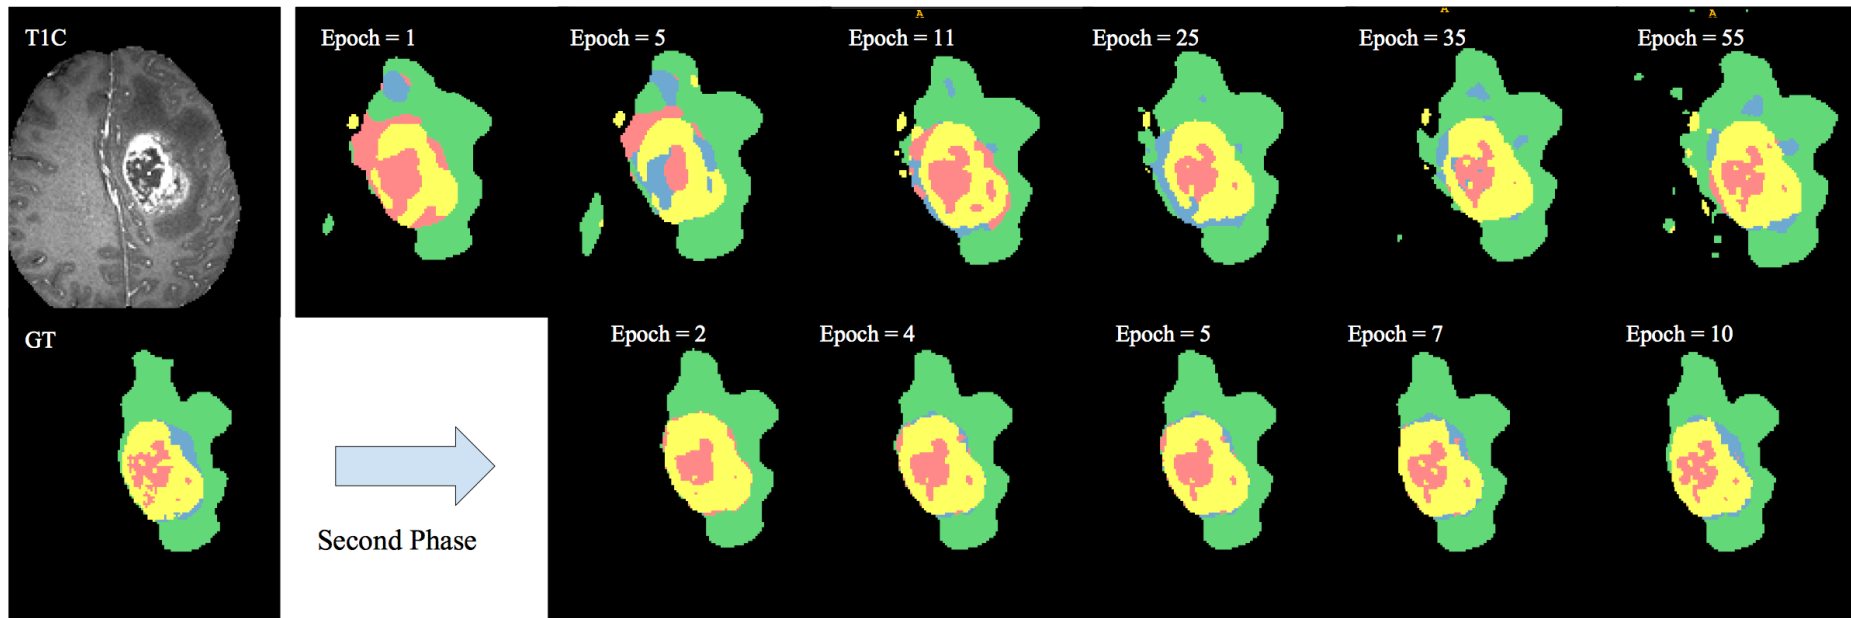 A
A
A
T1C
Epoch = 1
Epoch = 5
Epoch = 11
Epoch = 25
Epoch = 35
Epoch = 55
GT
Epoch = 2
Epoch = 4
Epoch = 5
Epoch = 7
Epoch = 10
Second Phase